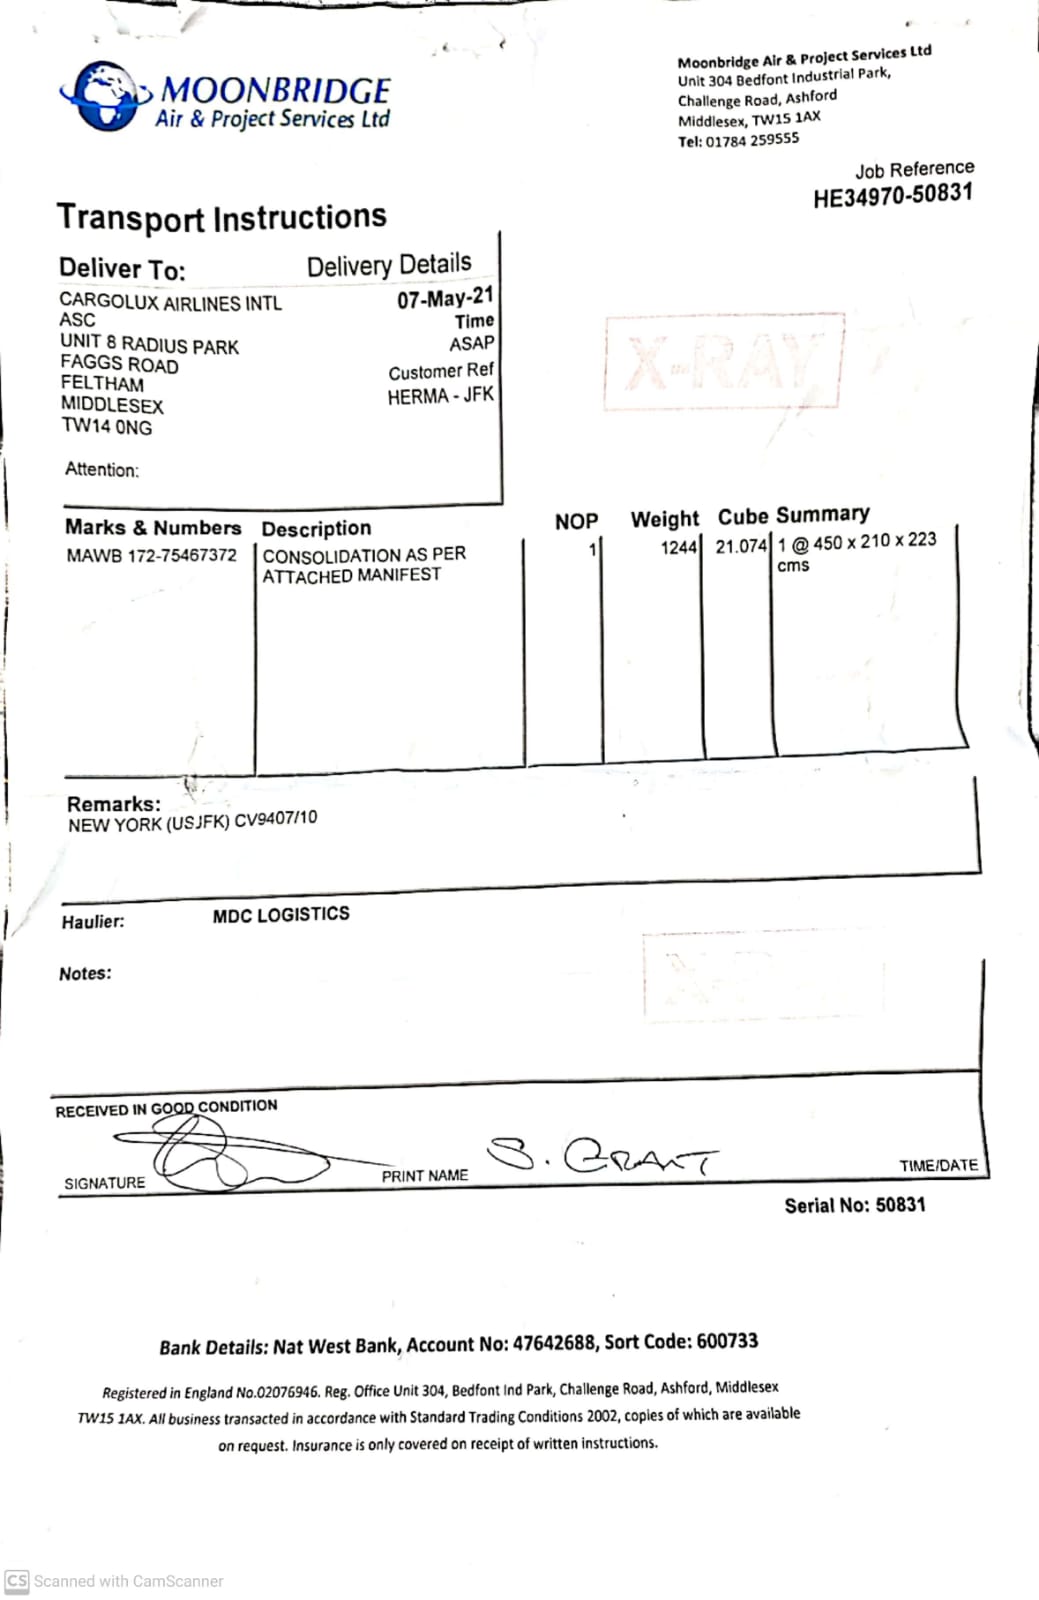 MOONBRIDGE
Air & Project Services Ltd
Moonbridge Air & Project Services Ltd
Unit 304 Bedfont Industrial Park,
Challenge Road, Ashford
Middlesex, TW15 1AX
Tel: 01784 259555
Job Reference
HE34970-50831
Transport Instructions
Deliver To: Delivery Details
CARGOLUX AIRLINES INTL 07-May-21
ASC Time
UNIT 8 RADIUS PARK ASAP
FAGGS ROAD Customer Ref
FELTHAM HERMA - JFK
MIDDLESEX
TW14 0NG
Attention:
X-RAY
Marks & Numbers Description NOP Weight Cube Summary
MAWB 172-75467372 CONSOLIDATION AS PER 1 1244 21.074 1 @ 450 x 210 x 223
ATTACHED MANIFEST cms
Remarks:
NEW YORK (USJFK) CV9407/10
Haulier: MDC LOGISTICS
Notes:
RECEIVED IN GOOD CONDITION
SIGNATURE PRINT NAME S. GRANT TIME/DATE
Serial No: 50831
Bank Details: Nat West Bank, Account No: 47642688, Sort Code: 600733
Registered in England No.02076946. Reg. Office Unit 304, Bedfont Ind Park, Challenge Road, Ashford, Middlesex
TW15 1AX. All business transacted in accordance with Standard Trading Conditions 2002, copies of which are available
on request. Insurance is only covered on receipt of written instructions.
CS Scanned with CamScanner